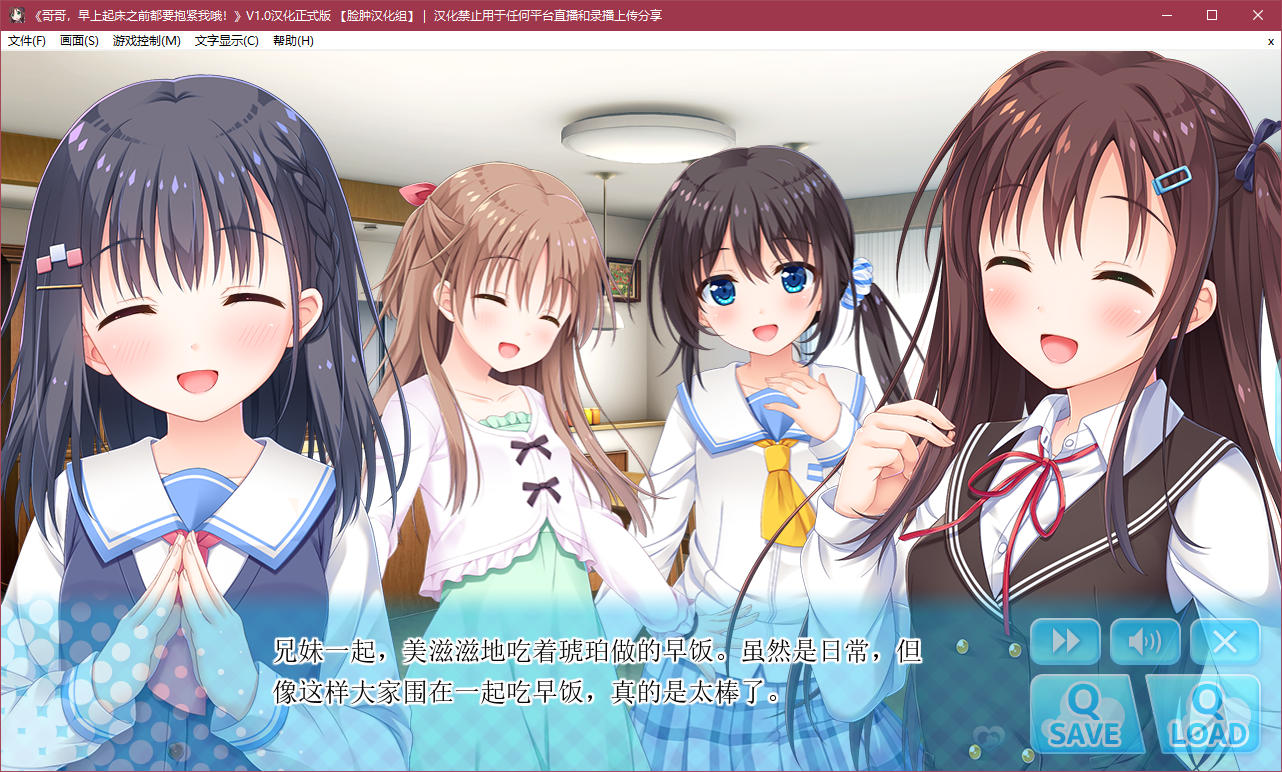 《哥哥，早上起床之前都要抱紧我哦！》V1.0汉化正式版 【脸肿汉化组】 | 汉化禁止用于任何平台直播和录播上传分享
文件(F) 画面(S) 游戏控制(M) 文字显示(C) 帮助(H) x
兄妹一起，美滋滋地吃着琥珀做的早饭。虽然是日常，但
像这样大家围在一起吃早饭，真的是太棒了。
Q SAVE Q LOAD